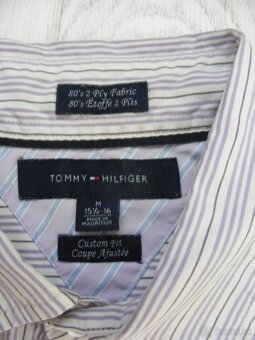 80's 2 Ply Fabric
80's Étoffe 2 Plis
TOMMY HILFIGER
M
15½-16
MADE IN
MAURITIUS
Custom Fit
Coupe Ajustée